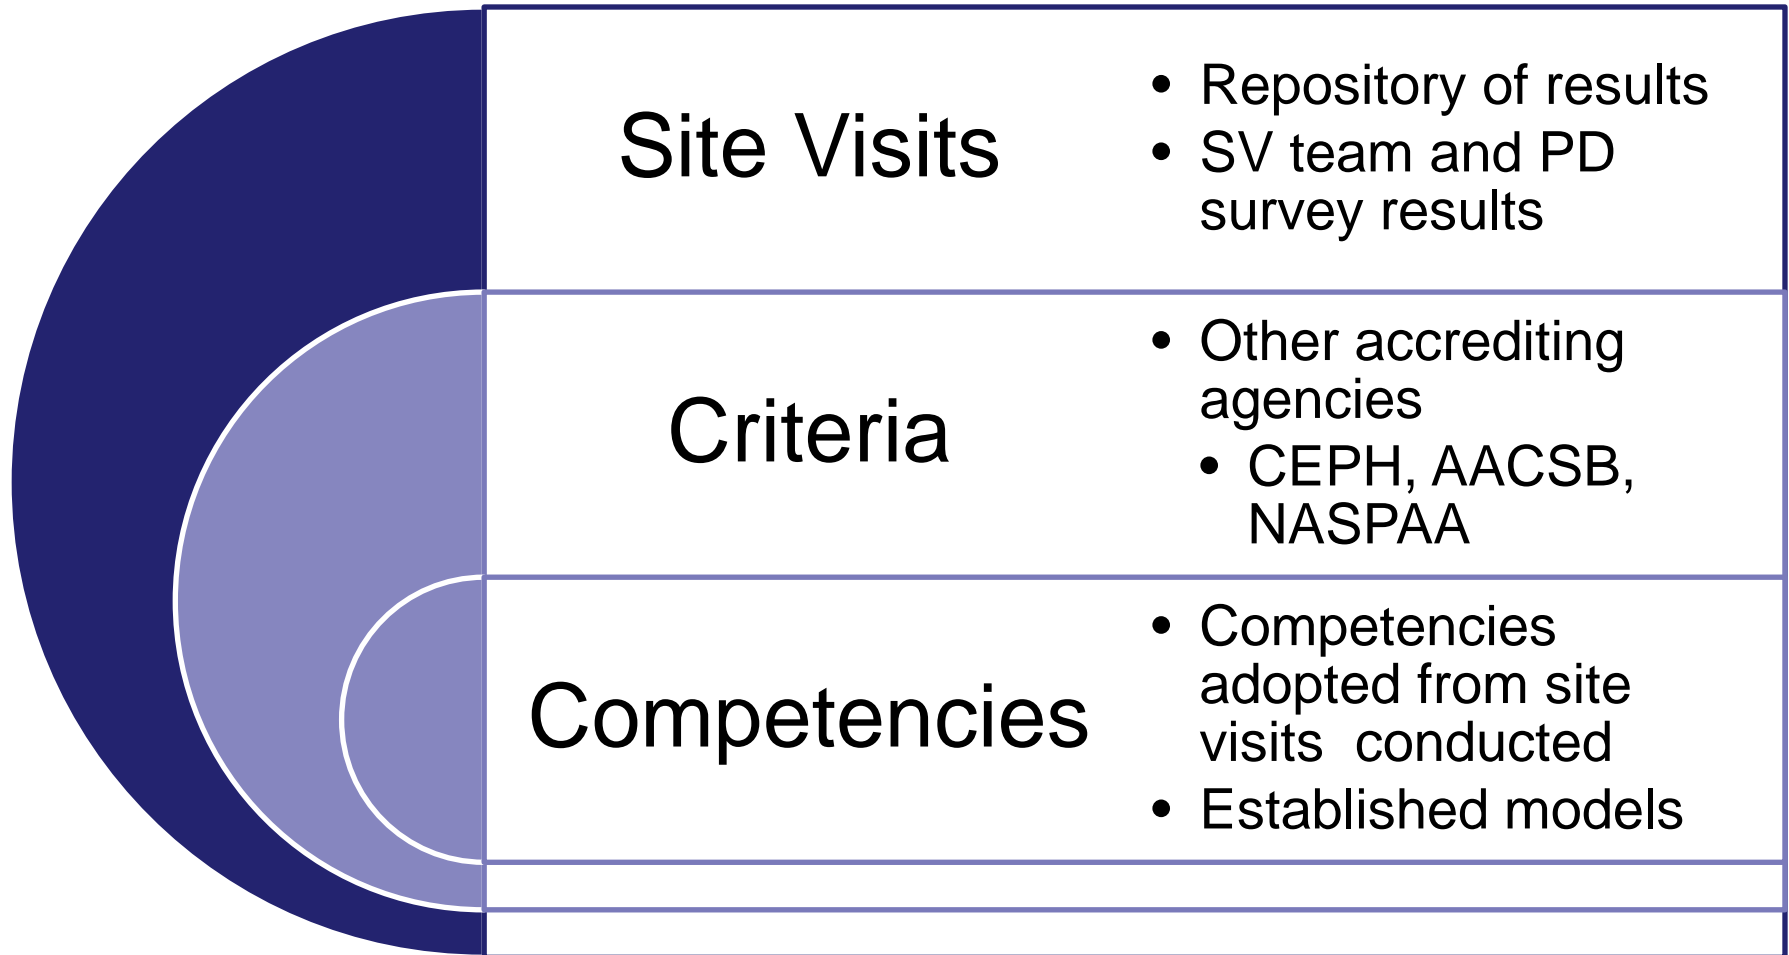 Site Visits
• Repository of results
• SV team and PD
survey results
Criteria
• Other accrediting
agencies
• CEPH, AACSB,
NASPAA
Competencies
• Competencies
adopted from site
visits  conducted
• Established models